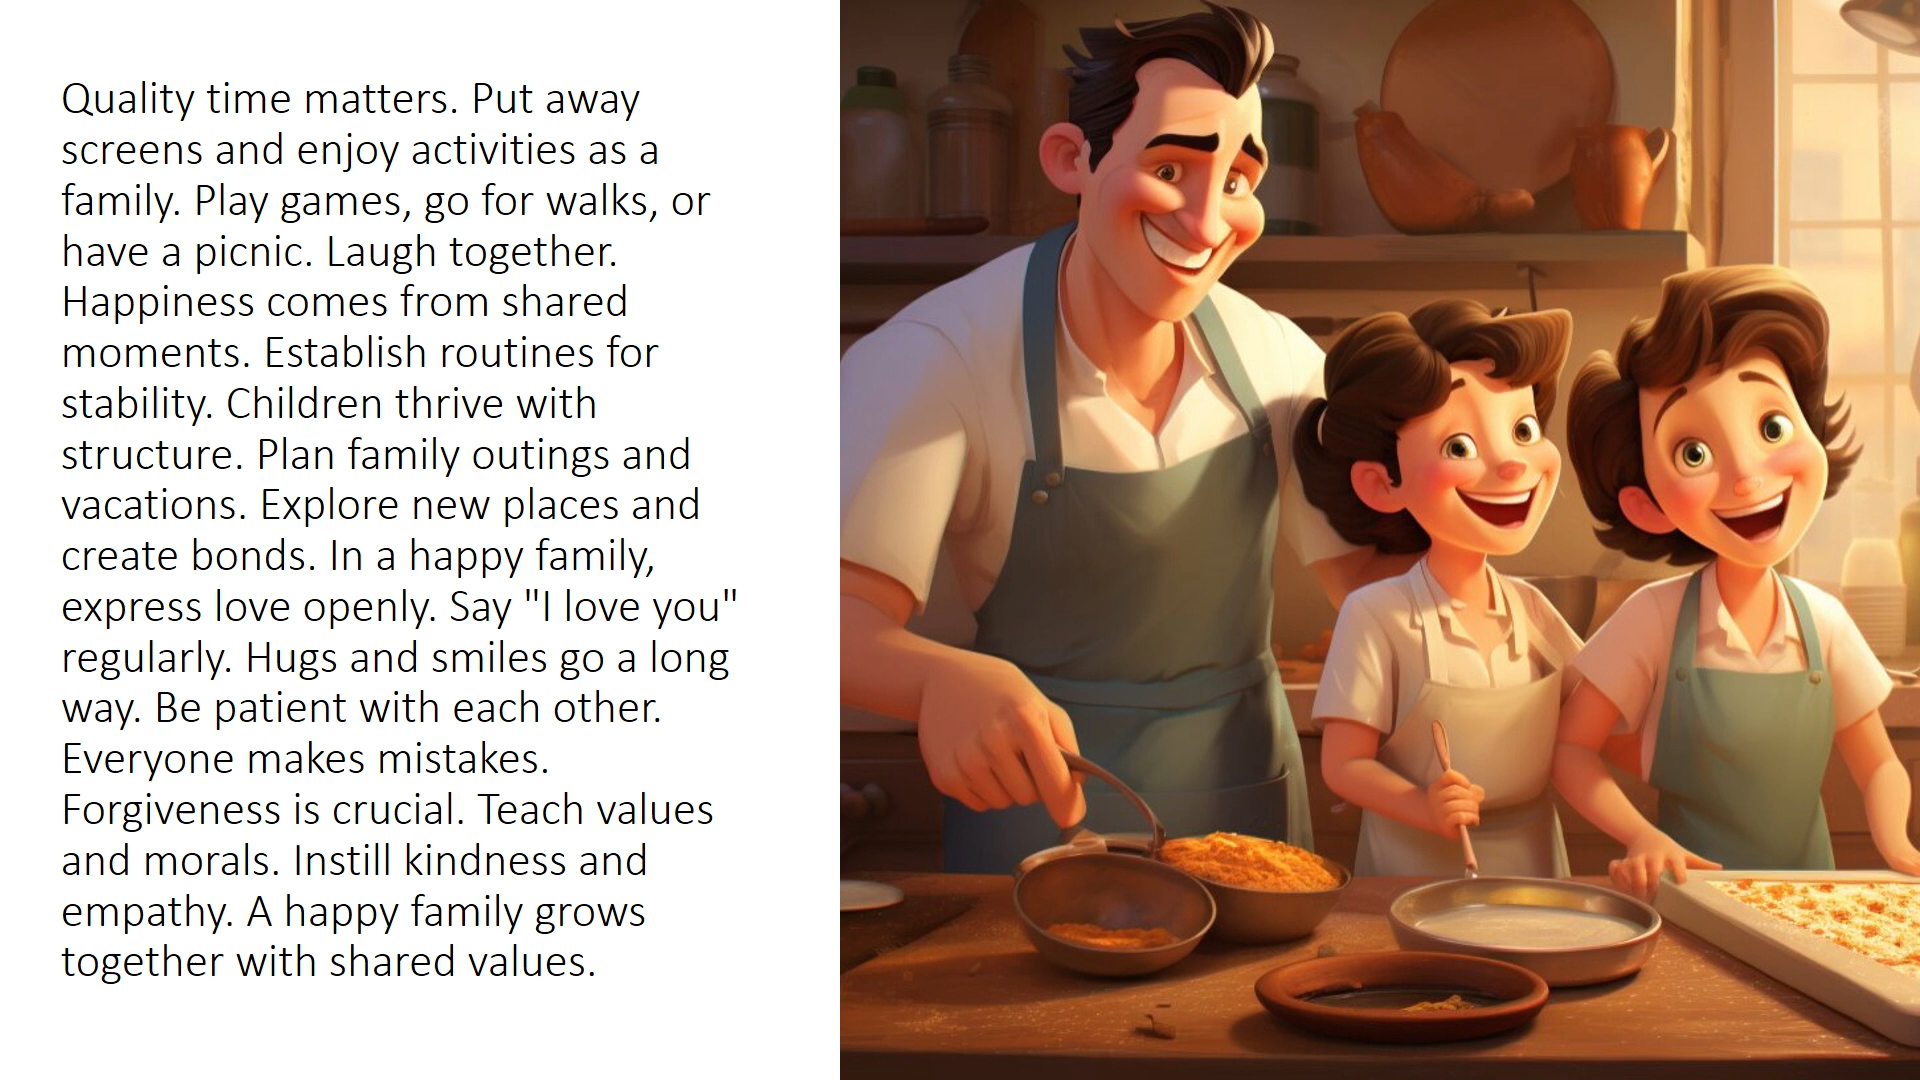 Quality time matters. Put away
screens and enjoy activities as a
family. Play games, go for walks, or
have a picnic. Laugh together.
Happiness comes from shared
moments. Establish routines for
stability. Children thrive with
structure. Plan family outings and
vacations. Explore new places and
create bonds. In a happy family,
express love openly. Say "I love you"
regularly. Hugs and smiles go a long
way. Be patient with each other.
Everyone makes mistakes.
Forgiveness is crucial. Teach values
and morals. Instill kindness and
empathy. A happy family grows
together with shared values.